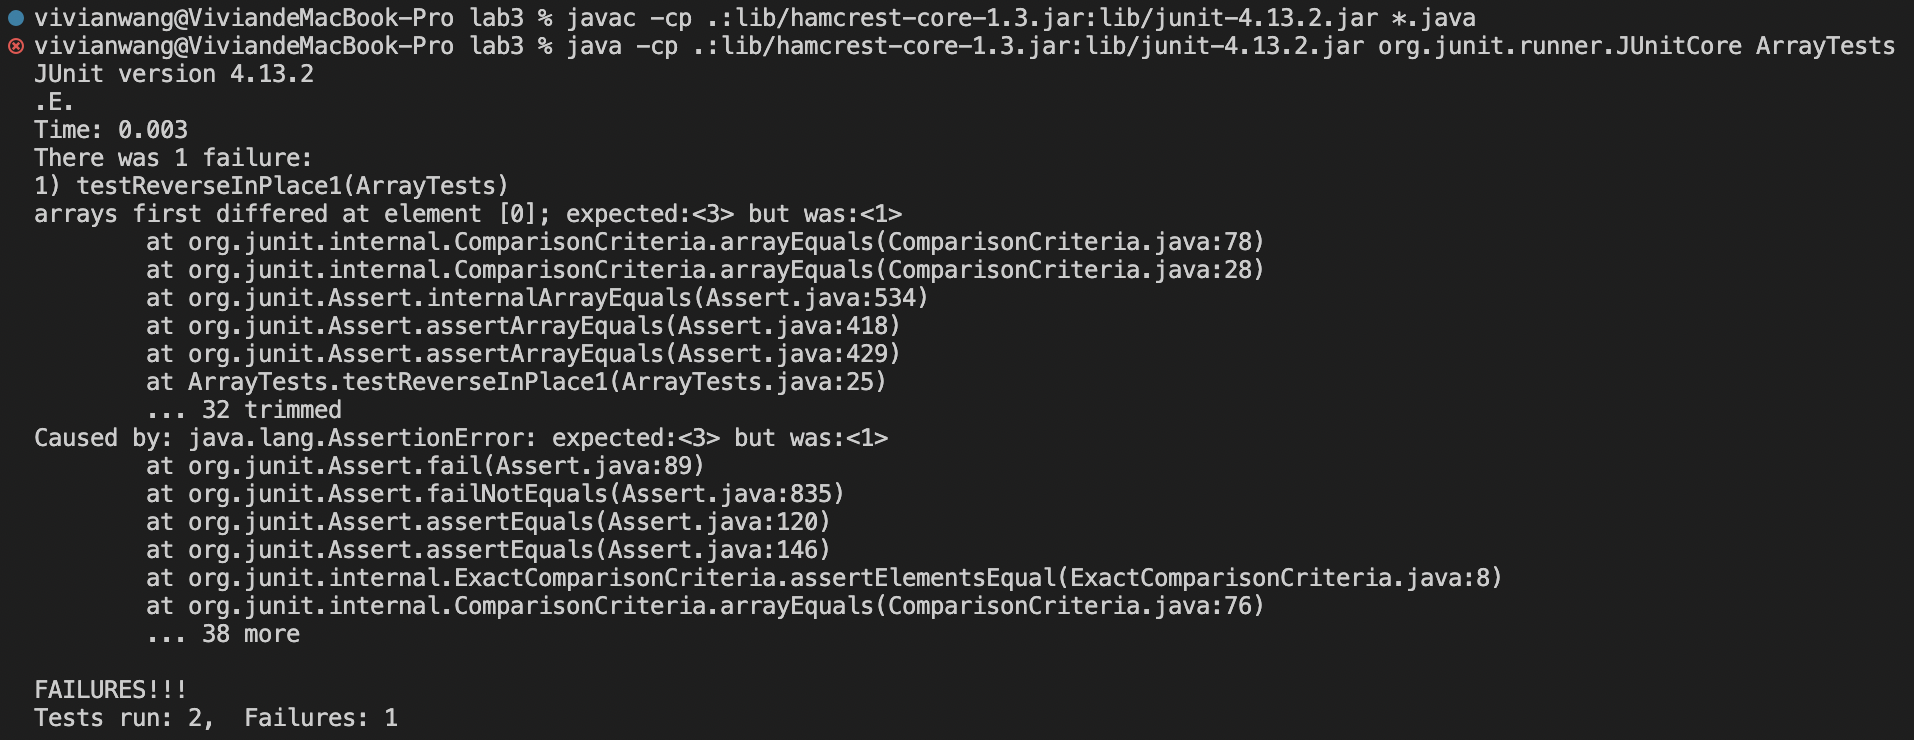 vivianwang@ViviandeMacBook-Pro lab3 % javac -cp .:lib/hamcrest-core-1.3.jar:lib/junit-4.13.2.jar *.java
vivianwang@ViviandeMacBook-Pro lab3 % java -cp .:lib/hamcrest-core-1.3.jar:lib/junit-4.13.2.jar org.junit.runner.JUnitCore ArrayTests
JUnit version 4.13.2
.E.
Time: 0.003
There was 1 failure:
1) testReverseInPlace1(ArrayTests)
arrays first differed at element [0]; expected:<3> but was:<1>
        at org.junit.internal.ComparisonCriteria.arrayEquals(ComparisonCriteria.java:78)
        at org.junit.internal.ComparisonCriteria.arrayEquals(ComparisonCriteria.java:28)
        at org.junit.Assert.internalArrayEquals(Assert.java:534)
        at org.junit.Assert.assertArrayEquals(Assert.java:418)
        at org.junit.Assert.assertArrayEquals(Assert.java:429)
        at ArrayTests.testReverseInPlace1(ArrayTests.java:25)
        ... 32 trimmed
Caused by: java.lang.AssertionError: expected:<3> but was:<1>
        at org.junit.Assert.fail(Assert.java:89)
        at org.junit.Assert.failNotEquals(Assert.java:835)
        at org.junit.Assert.assertEquals(Assert.java:120)
        at org.junit.Assert.assertEquals(Assert.java:146)
        at org.junit.internal.ExactComparisonCriteria.assertElementsEqual(ExactComparisonCriteria.java:8)
        at org.junit.internal.ComparisonCriteria.arrayEquals(ComparisonCriteria.java:76)
        ... 38 more

FAILURES!!!
Tests run: 2,  Failures: 1